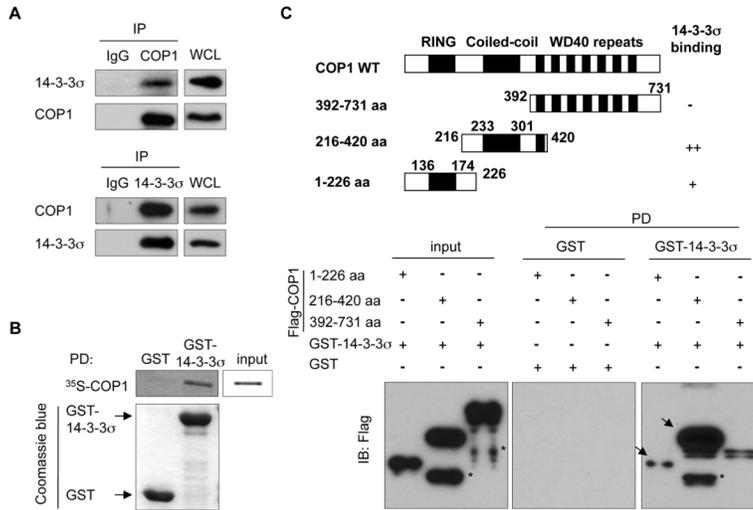 A
IP
IgG COP1 WCL
14-3-3σ
COP1
IP
IgG 14-3-3σ WCL
COP1
14-3-3σ
B
PD: GST GST-14-3-3σ input
³⁵S-COP1
Coomassie blue
GST-14-3-3σ
GST
C
14-3-3σ binding
RING Coiled-coil WD40 repeats
COP1 WT
392-731 aa 392 731 -
216-420 aa 216 233 301 420 ++
1-226 aa 136 174 226 +
PD
input GST GST-14-3-3σ
Flag-COP1
1-226 aa + - - + - - + - -
216-420 aa - + - - + - - + -
392-731 aa - - + - - + - - +
GST-14-3-3σ + + + - - - + + +
GST - - - + + + - - -
IB: Flag
* * *